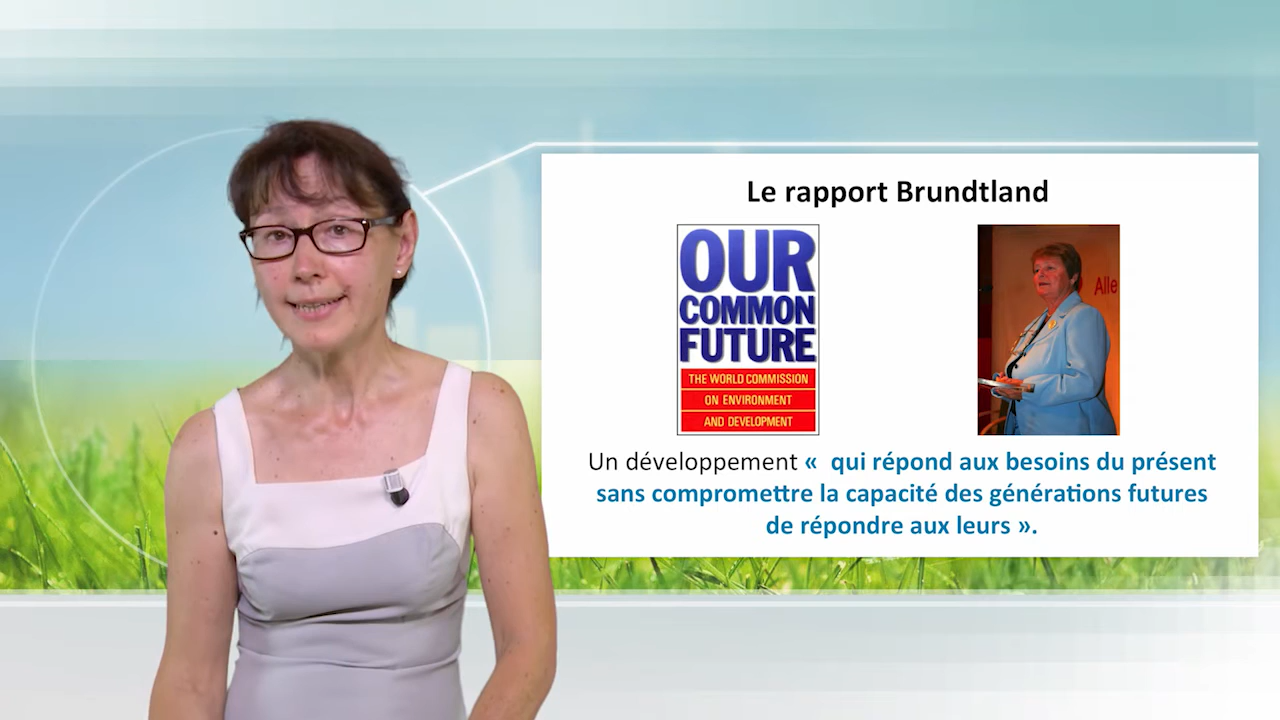 Le rapport Brundtland
OUR
COMMON
FUTURE
THE WORLD COMMISSION
ON ENVIRONMENT
AND DEVELOPMENT
Alle
Un développement «  qui répond aux besoins du présent
sans compromettre la capacité des générations futures
de répondre aux leurs ».